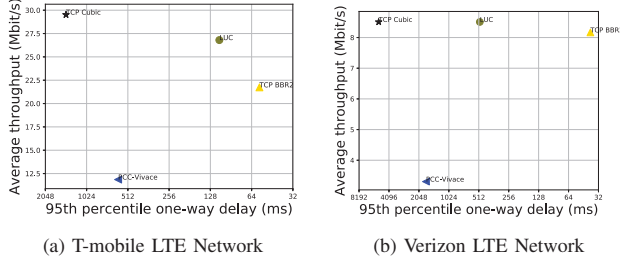 Average throughput (Mbit/s)
30.0
27.5
25.0
22.5
20.0
17.5
15.0
12.5
TCP Cubic
LUC
TCP BBR2
PCC-Vivace
2048 1024 512 256 128 64 32
95th percentile one-way delay (ms)
(a) T-mobile LTE Network
Average throughput (Mbit/s)
8
7
6
5
4
TCP Cubic
LUC
TCP BBR
PCC-Vivace
8192 4096 2048 1024 512 256 128 64 32
95th percentile one-way delay (ms)
(b) Verizon LTE Network